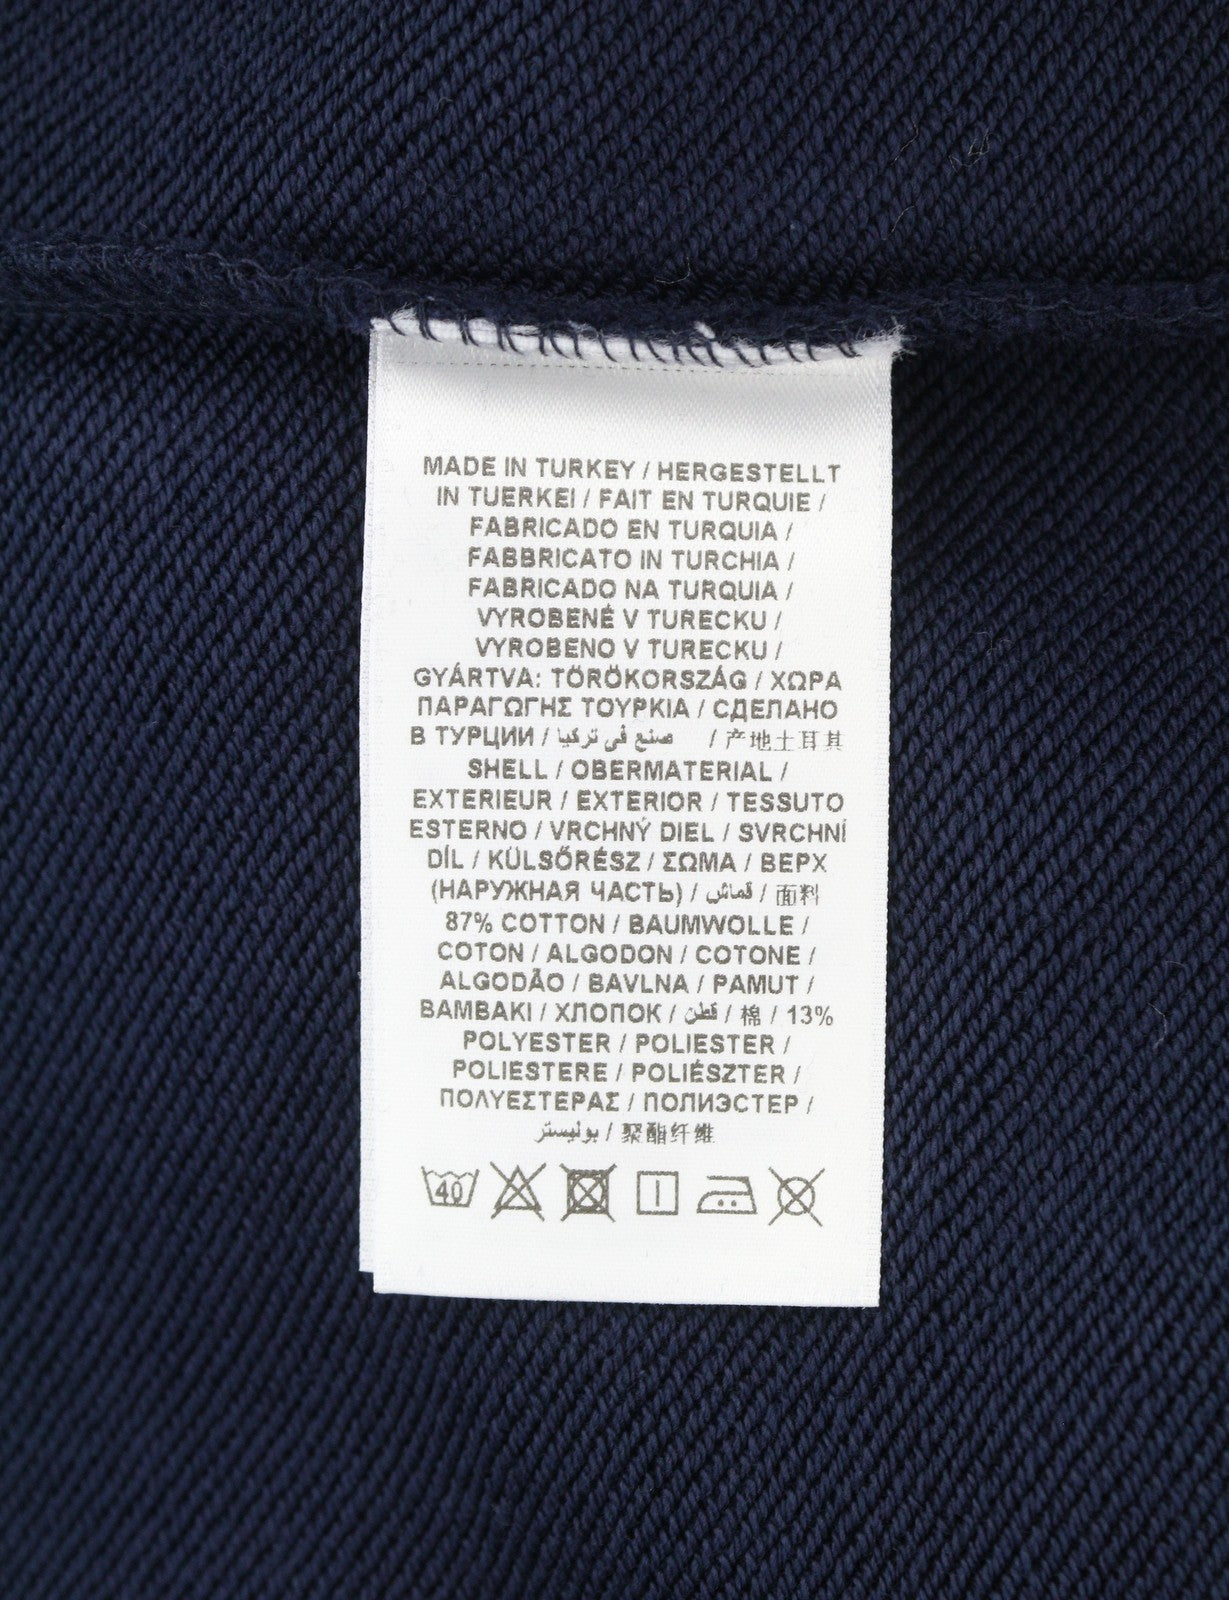 MADE IN TURKEY / HERGESTELLT
IN TUERKEI / FAIT EN TURQUIE /
FABRICADO EN TURQUIA /
FABBRICATO IN TURCHIA /
FABRICADO NA TURQUIA /
VYROBENÉ V TURECKU /
VYROBENO V TURECKU /
GYÁRTVA: TÖRÖKORSZÁG / ΧΩΡΑ
ΠΑΡΑΓΩΓΗΣ ΤΟΥΡΚΙΑ / СДЕЛАНО
В ТУРЦИИ / صنع في تركيا / 产地土耳其
SHELL / OBERMATERIAL /
EXTERIEUR / EXTERIOR / TESSUTO
ESTERNO / VRCHNÝ DIEL / SVRCHNÍ
DÍL / KÜLSŐRÉSZ / ΣΩΜΑ / ВЕРХ
(НАРУЖНАЯ ЧАСТЬ) / قماش / 面料
87% COTTON / BAUMWOLLE /
COTON / ALGODON / COTONE /
ALGODÃO / BAVLNA / PAMUT /
BAMBAKI / ХЛОПОК / قطن / 棉 / 13%
POLYESTER / POLIESTER /
POLIESTERE / POLIÉSZTER /
ΠΟΛΥΕΣΤΕΡΑΣ / ПОЛИЭСТЕР /
بوليستر / 聚酯纤维
40